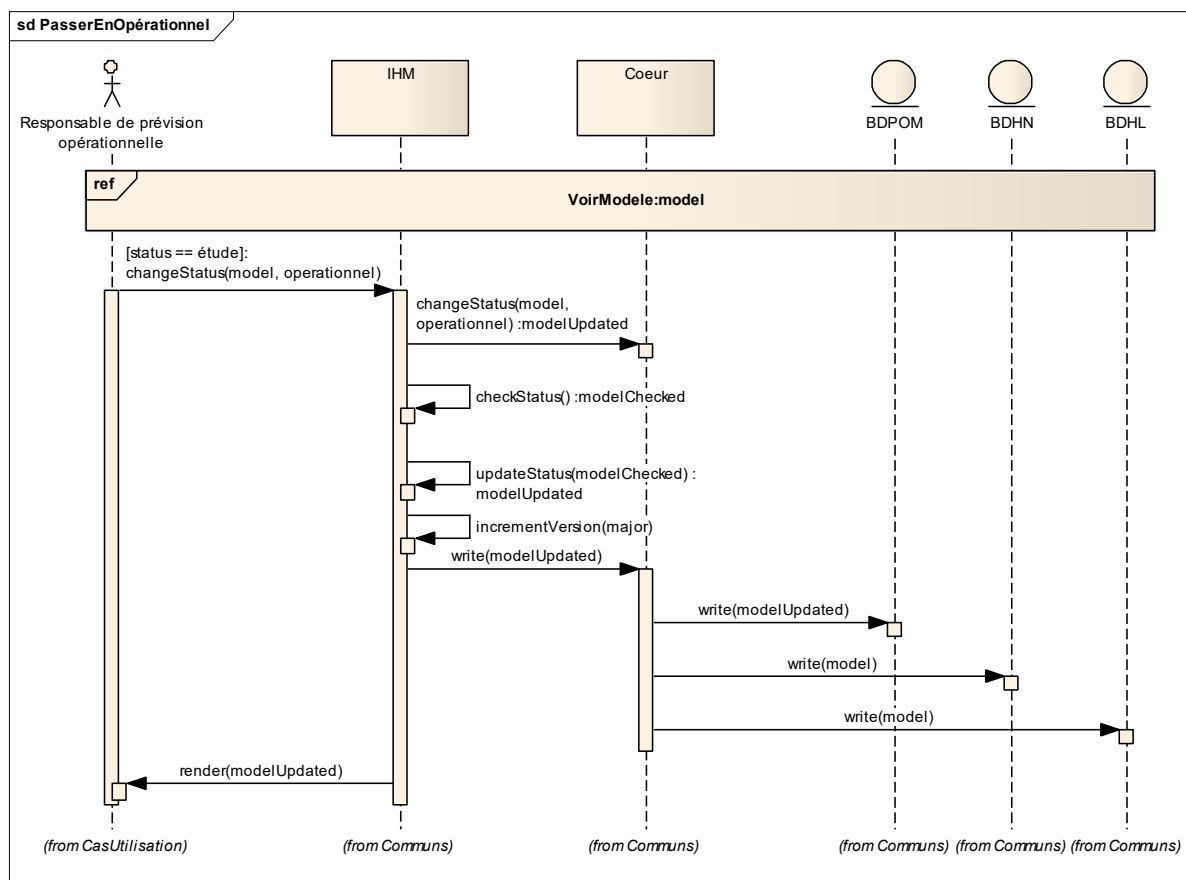 sd PasserEnOpérationnel
IHM
Coeur
Responsable de prévision
opérationnelle
BDPOM
BDHN
BDHL
ref
VoirModele:model
[status == étude]:
changeStatus(model, operationnel)
changeStatus(model,
operationnel) :modelUpdated
checkStatus() :modelChecked
updateStatus(modelChecked) :
modelUpdated
incrementVersion(major)
write(modelUpdated)
write(modelUpdated)
write(model)
write(model)
render(modelUpdated)
(from CasUtilisation)
(from Communs)
(from Communs)
(from Communs)
(from Communs)
(from Communs)